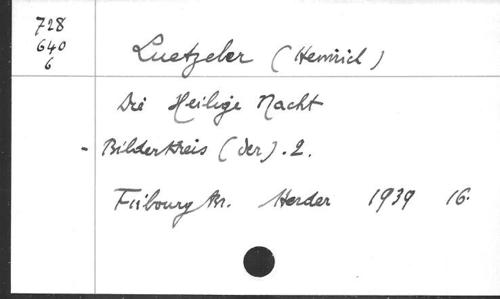 728
640
6
Luetzeler (Heinrich)
Die Heilige Nacht
- Bilderkreis (der). 2.
Fribourg Br. Herder 1939 16.